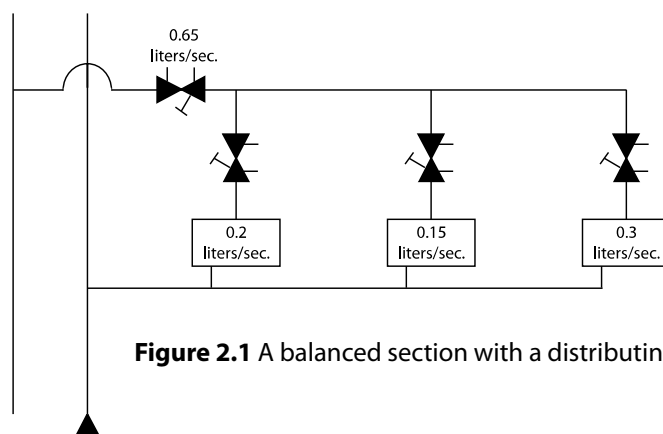 0.65
liters/sec.
0.2
liters/sec.
0.15
liters/sec.
0.3
liters/sec.
Figure 2.1 A balanced section with a distributin